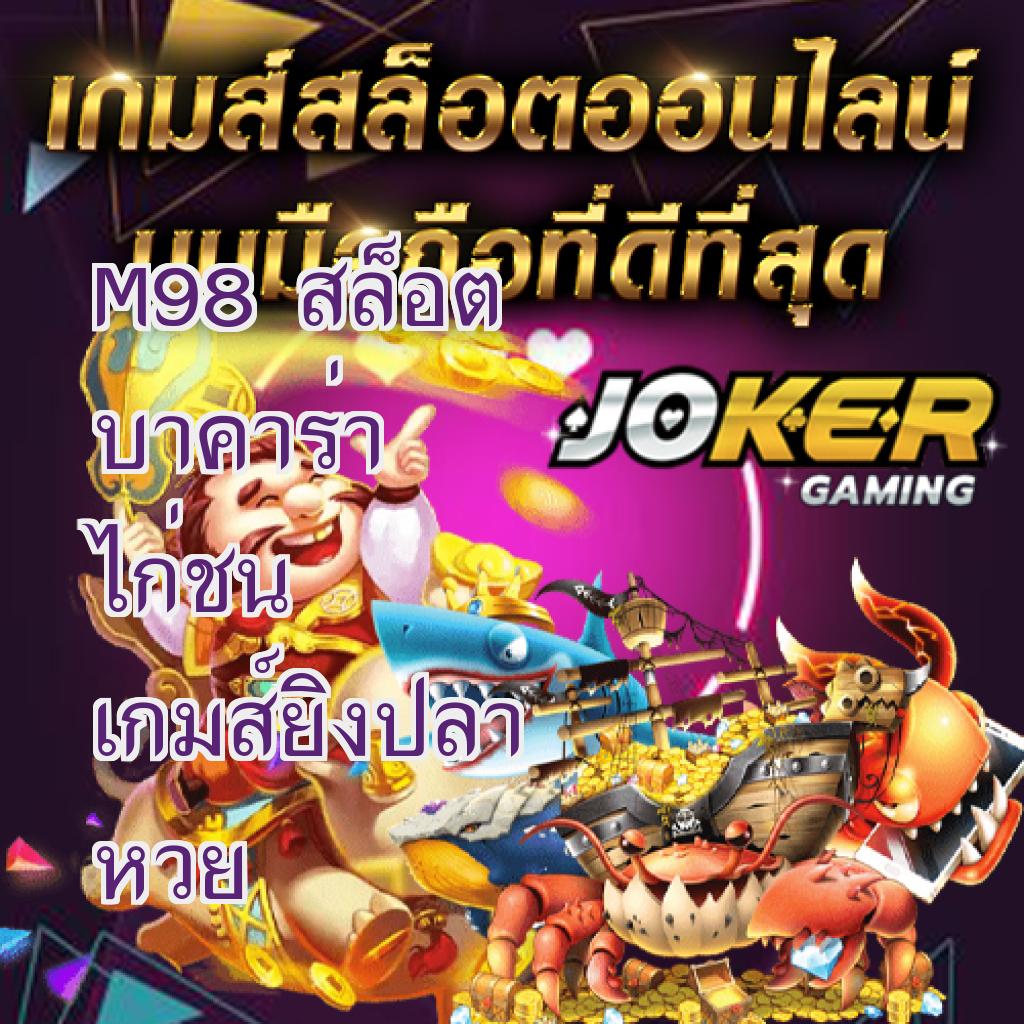 เกมส์สล็อตออนไลน์
บนมือถือที่ดีที่สุด
M98 สล็อต
JOKER
บาคาร่า
GAMING
ไก่ชน
เกมส์ยิงปลา
หวย